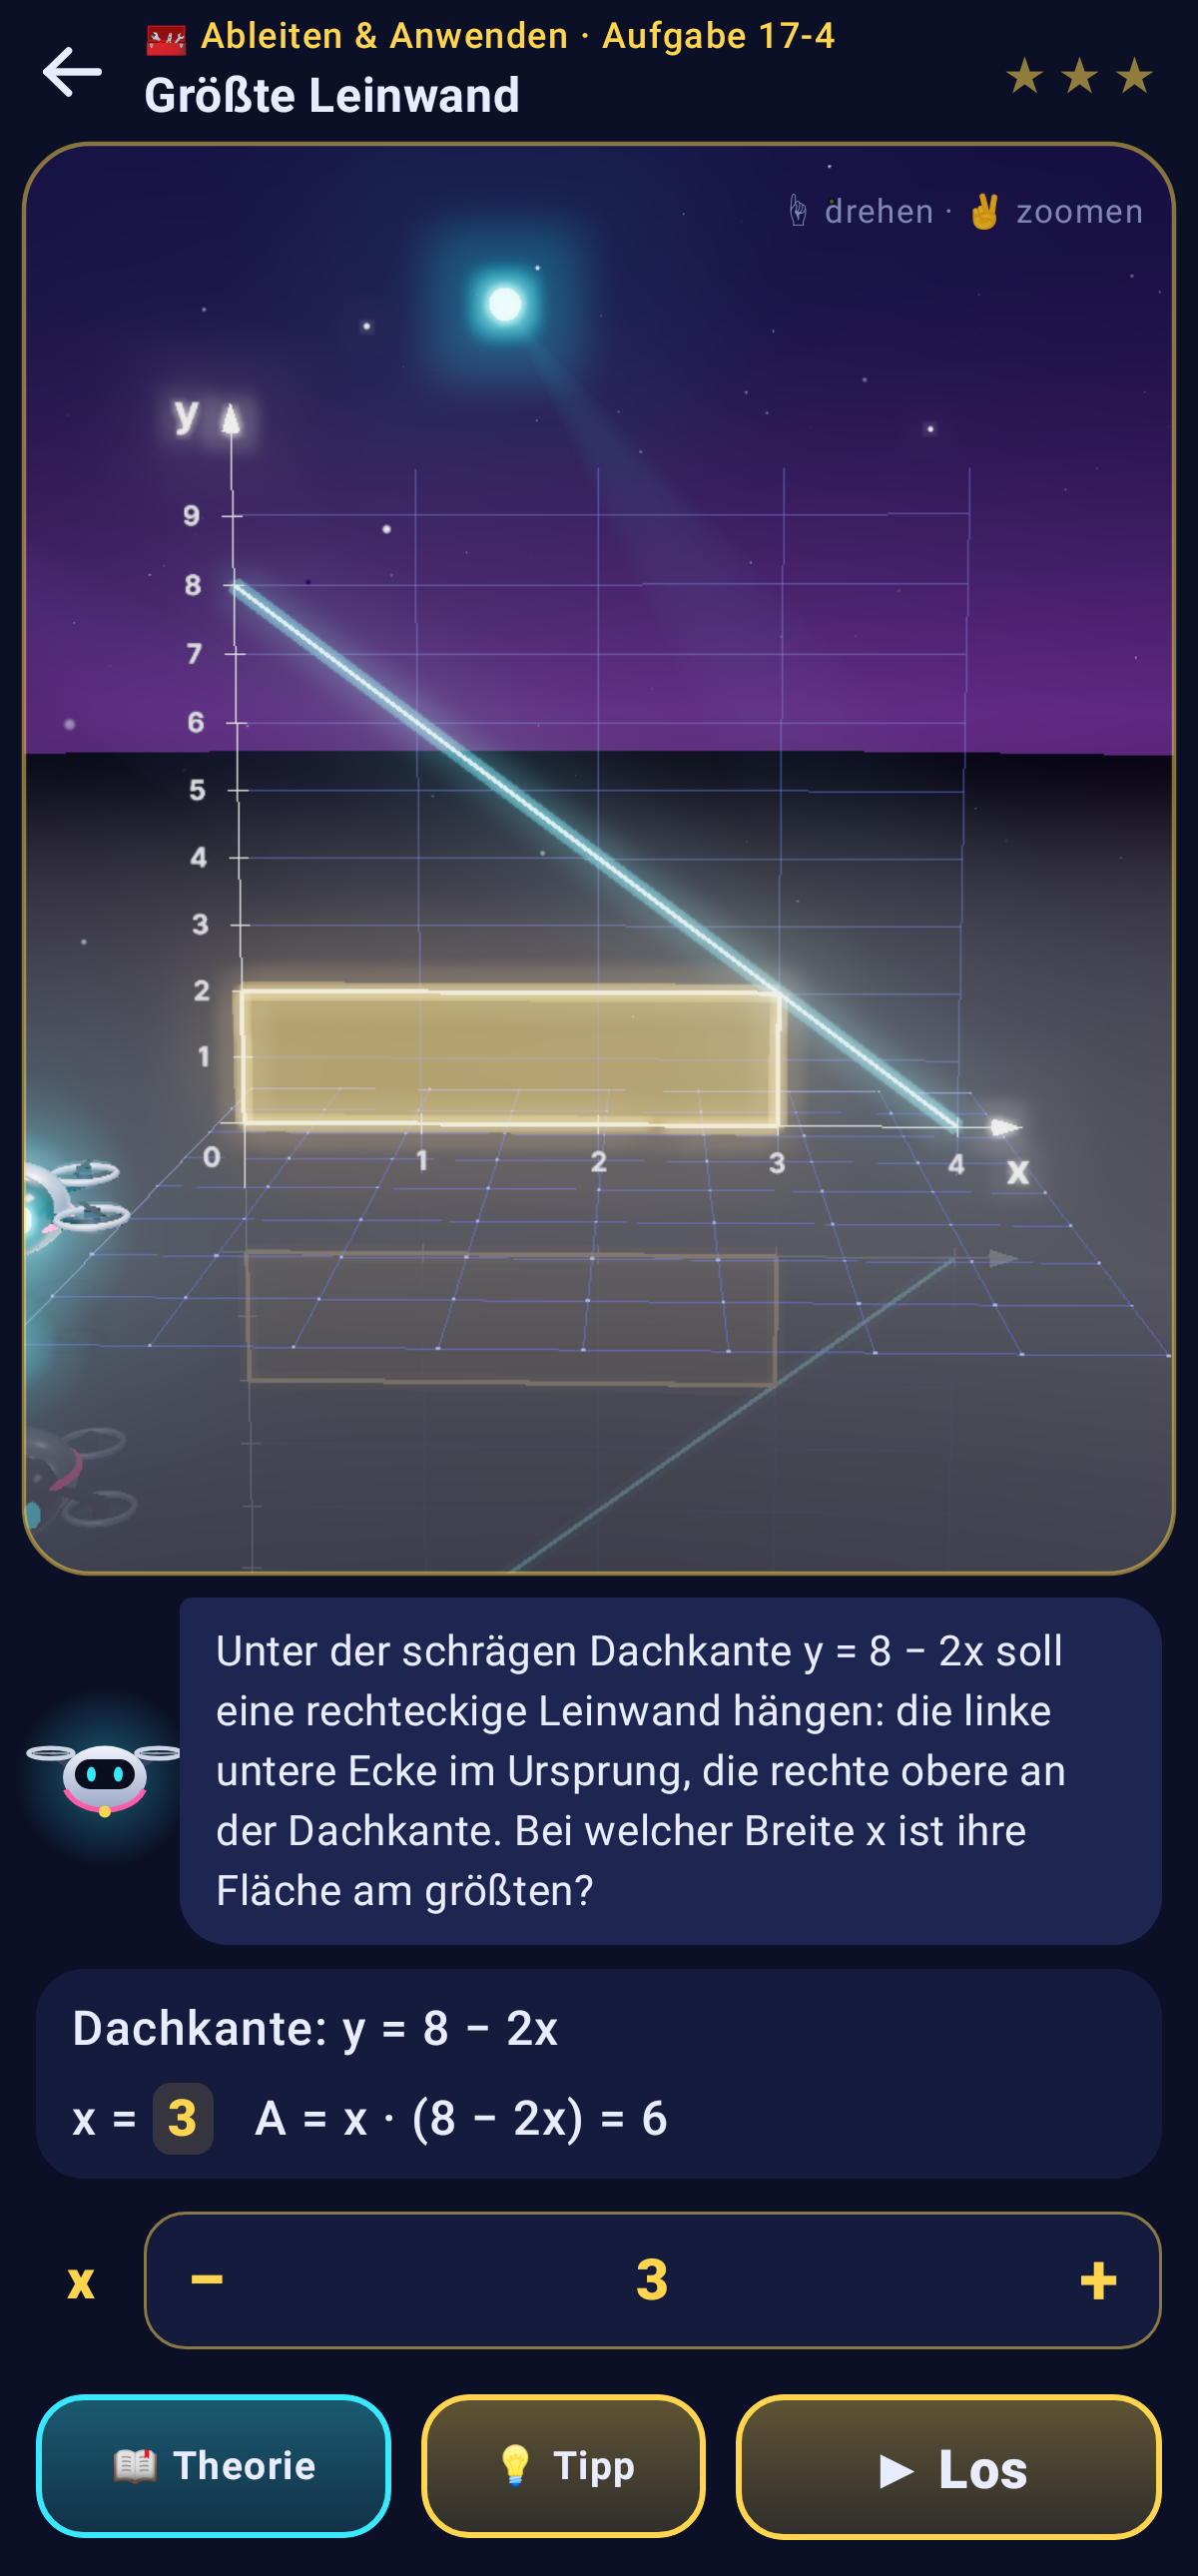 Ableiten & Anwenden · Aufgabe 17-4
Größte Leinwand
★ ★ ★
drehen · zoomen
y
9
8
7
6
5
4
3
2
1
0 1 2 3 4 x
Unter der schrägen Dachkante y = 8 − 2x soll
eine rechteckige Leinwand hängen: die linke
untere Ecke im Ursprung, die rechte obere an
der Dachkante. Bei welcher Breite x ist ihre
Fläche am größten?
Dachkante: y = 8 − 2x
x = 3 A = x · (8 − 2x) = 6
x − 3 +
Theorie Tipp ▶ Los